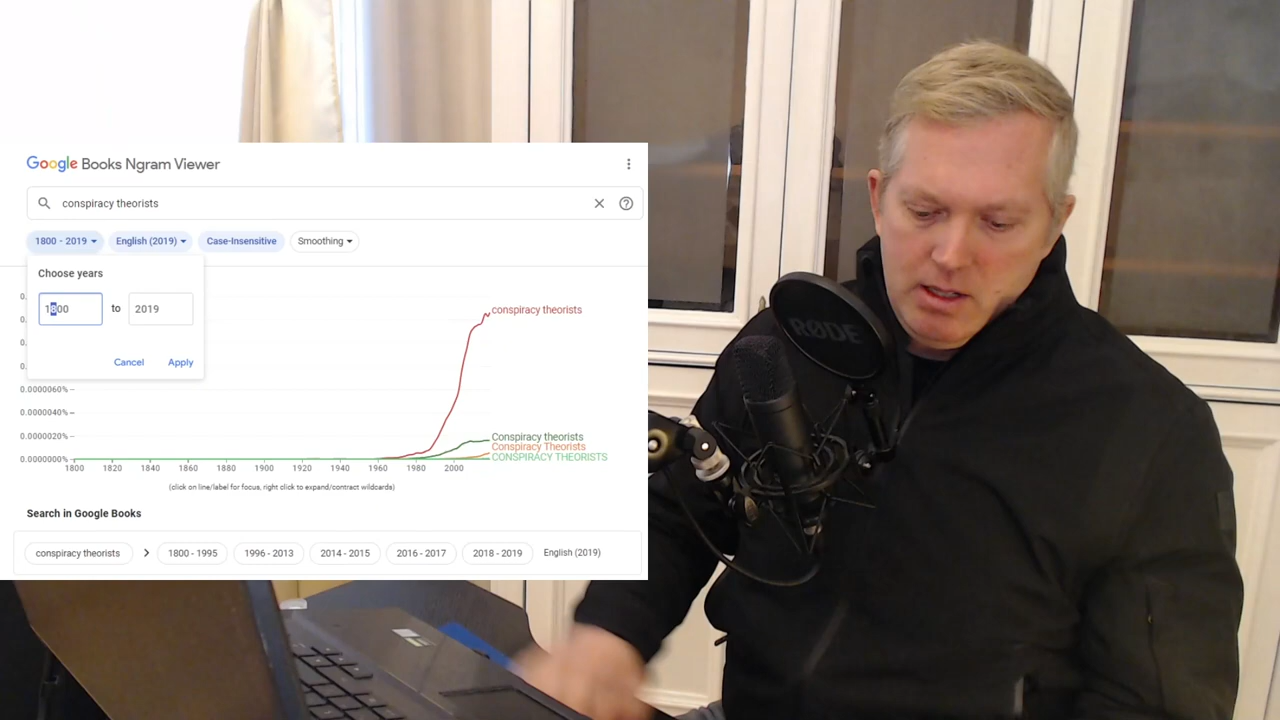 Google Books Ngram Viewer
conspiracy theorists
1800 - 2019 English (2019) Case-Insensitive Smoothing
Choose years
1800 to 2019
Cancel Apply
0.
0.
0.
0.
0.0000060%
0.0000040%
0.0000020%
0.0000000%
conspiracy theorists
Conspiracy theorists
Conspiracy Theorists
CONSPIRACY THEORISTS
1800 1820 1840 1860 1880 1900 1920 1940 1960 1980 2000
(click on line/label for focus, right click to expand/contract wildcards)
Search in Google Books
conspiracy theorists 1800 - 1995 1996 - 2013 2014 - 2015 2016 - 2017 2018 - 2019 English (2019)
RØDE